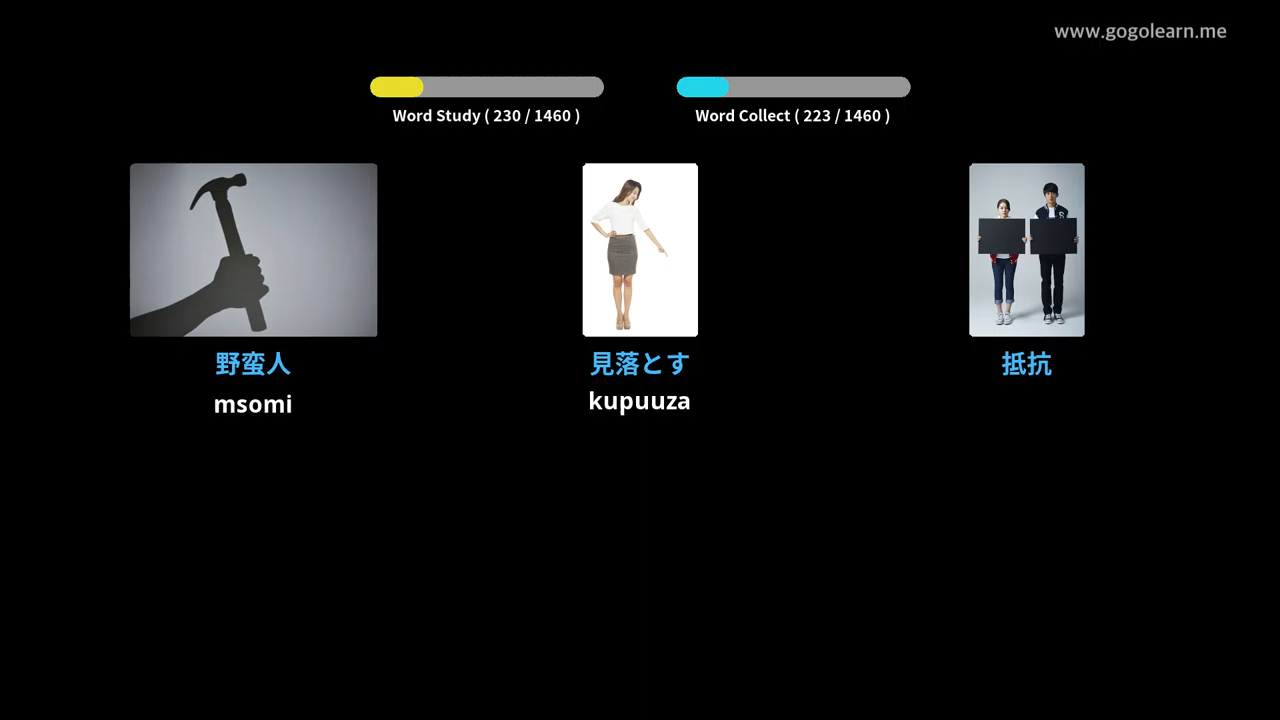 www.gogolearn.me
Word Study ( 230 / 1460 )
Word Collect ( 223 / 1460 )
野蛮人
見落とす
抵抗
msomi
kupuuza